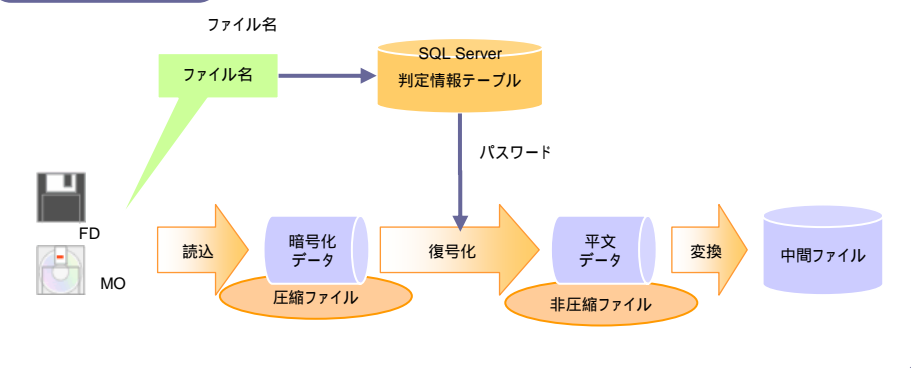 ファイル名
ファイル名
SQL Server
判定情報テーブル
パスワード
FD
MO
読込
暗号化
データ
圧縮ファイル
復号化
平文
データ
非圧縮ファイル
変換
中間ファイル